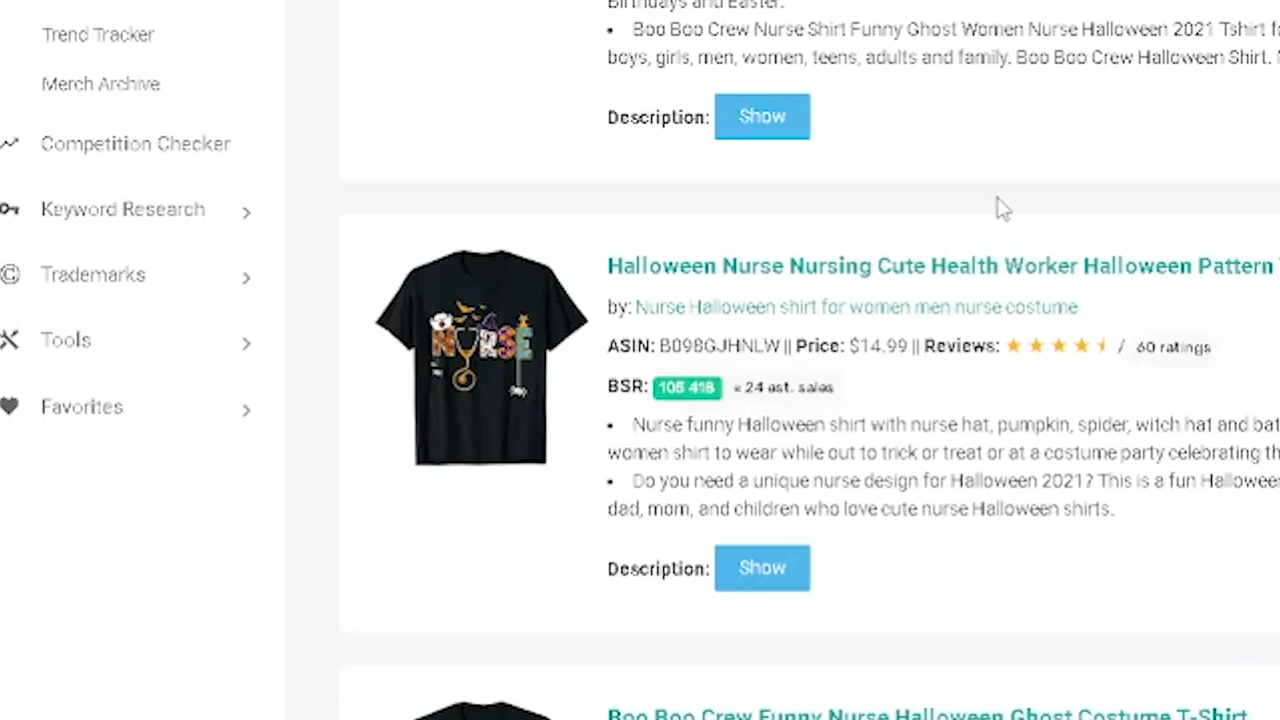 Trend Tracker
Merch Archive
Competition Checker
Keyword Research
Trademarks
Tools
Favorites
Birthdays and Easter.
• Boo Boo Crew Nurse Shirt Funny Ghost Women Nurse Halloween 2021 Tshirt
boys, girls, men, women, teens, adults and family. Boo Boo Crew Halloween Shirt.
Description: Show
NURSE
Halloween Nurse Nursing Cute Health Worker Halloween Pattern
by: Nurse Halloween shirt for women men nurse costume
ASIN: B09BGJHNLW || Price: $14.99 || Reviews: / 60 ratings
BSR: 105 418 ≈ 24 est. sales
• Nurse funny Halloween shirt with nurse hat, pumpkin, spider, witch hat and bat
women shirt to wear while out to trick or treat or at a costume party celebrating
• Do you need a unique nurse design for Halloween 2021? This is a fun Halloween
dad, mom, and children who love cute nurse Halloween shirts.
Description: Show
Boo Boo Crew Funny Nurse Halloween Ghost Costume T-Shirt